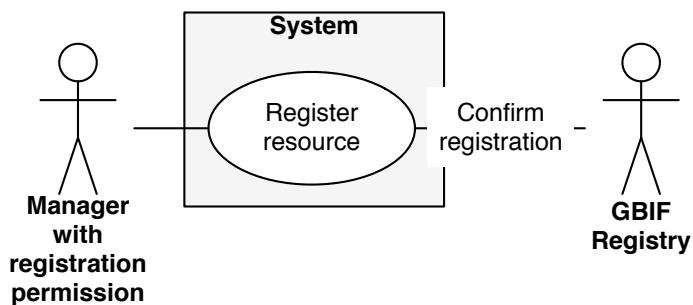 System
Register
resource
Confirm
registration
Manager
with
registration
permission
GBIF
Registry